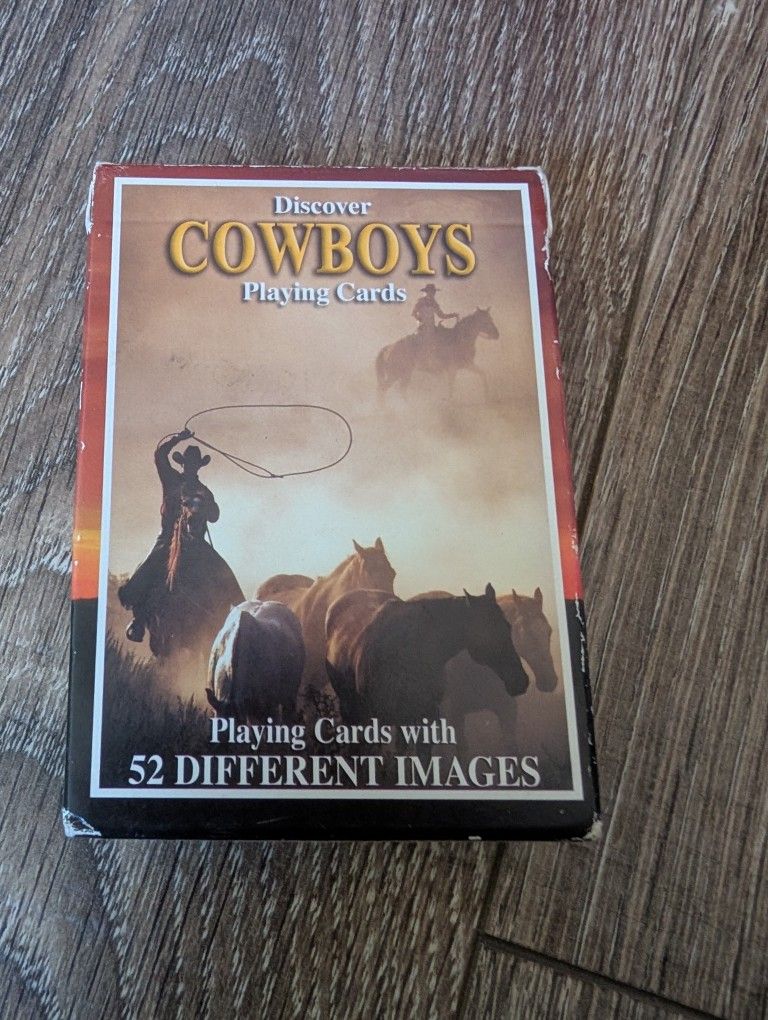 Discover
COWBOYS
Playing Cards
Playing Cards with
52 DIFFERENT IMAGES